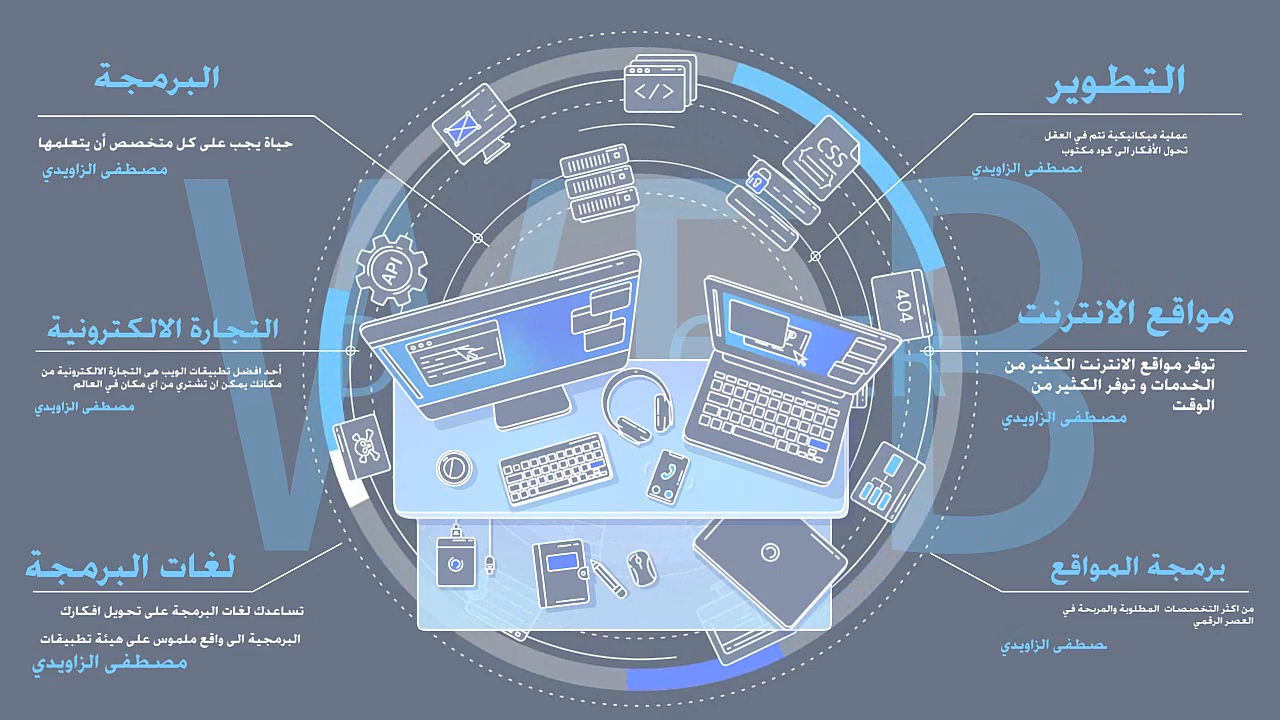 التطوير
عملية ميكانيكية تتم في العقل
تحول الأفكار الى كود مكتوب
مصطفى الزاويدي
البرمجة
حياة يجب على كل متخصص أن يتعلمها
مصطفى الزاويدي
مواقع الانترنت
توفر مواقع الانترنت الكثير من
الخدمات و توفر الكثير من
الوقت
مصطفى الزاويدي
التجارة الالكترونية
أحد افضل تطبيقات الويب هى التجارة الالكترونية من
مكانك يمكن ان تشتري من اي مكان في العالم
مصطفى الزاويدي
برمجة المواقع
من اكثر التخصصات المطلوبة والمربحة في
العصر الرقمي
صطفى الزاويدي
لغات البرمجة
تساعدك لغات البرمجة على تحويل افكارك
البرمجية الى واقع ملموس على هيئة تطبيقات
مصطفى الزاويدي
WEB
</>
CSS
API
404